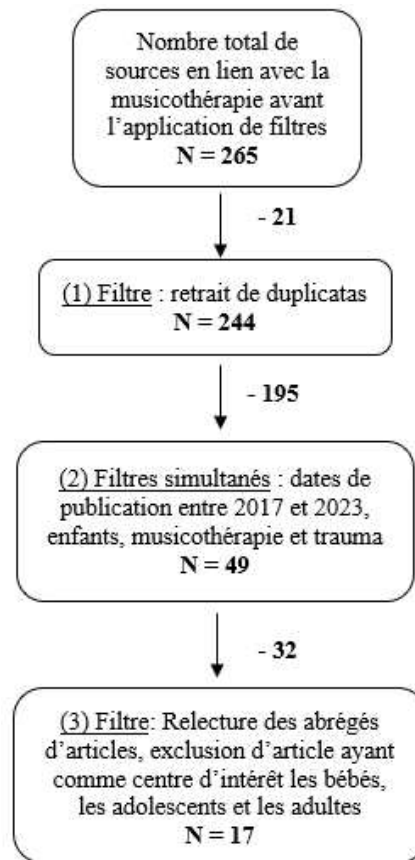 Nombre total de
sources en lien avec la
musicothérapie avant
l'application de filtres
N = 265
- 21
(1) Filtre : retrait de duplicatas
N = 244
- 195
(2) Filtres simultanés : dates de
publication entre 2017 et 2023,
enfants, musicothérapie et trauma
N = 49
- 32
(3) Filtre: Relecture des abrégés
d'articles, exclusion d'article ayant
comme centre d'intérêt les bébés,
les adolescents et les adultes
N = 17